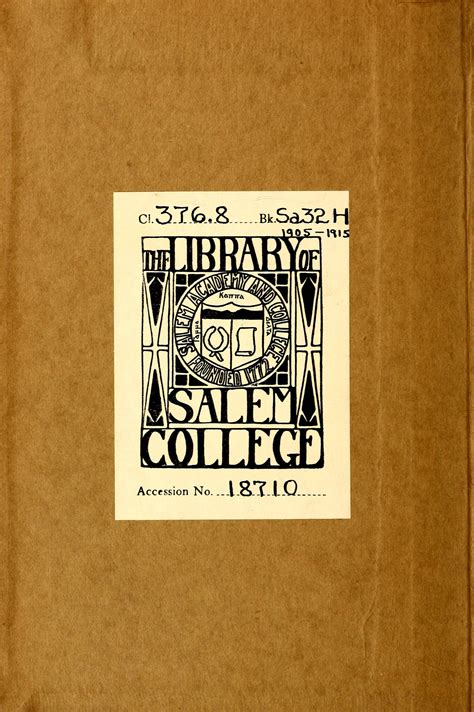 Cl. 376.8 Bk. Sa32H
1905-1915
THE LIBRARY OF
SALEM ACADEMY AND COLLEGE
FOUNDED 1772
SALEM
COLLEGE
Accession No. 18710